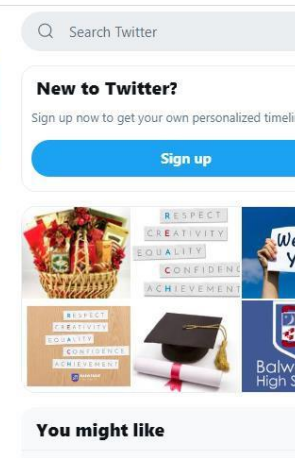 Search Twitter
New to Twitter?
Sign up now to get your own personalized timeli
Sign up
RESPECT
CREATIVITY
EQUALITY
CONFIDENC
ACHIEVEMENT
We
Y
RESPECT
CREATIVITY
EQUALITY
CONFIDENCE
ACHIEVEMENT
Balw
High S
You might like